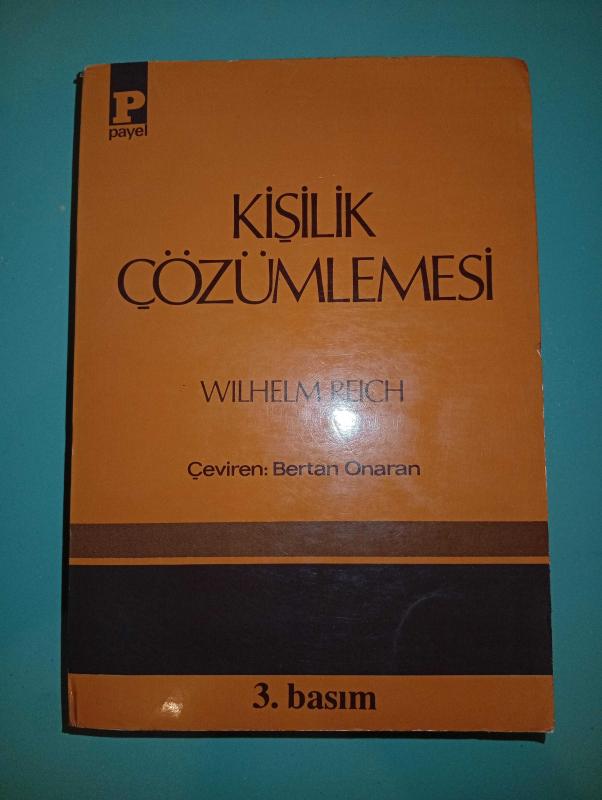 P
payel
KİŞİLİK
ÇÖZÜMLEMESİ
WILHELM REICH
Çeviren: Bertan Onaran
3. basım